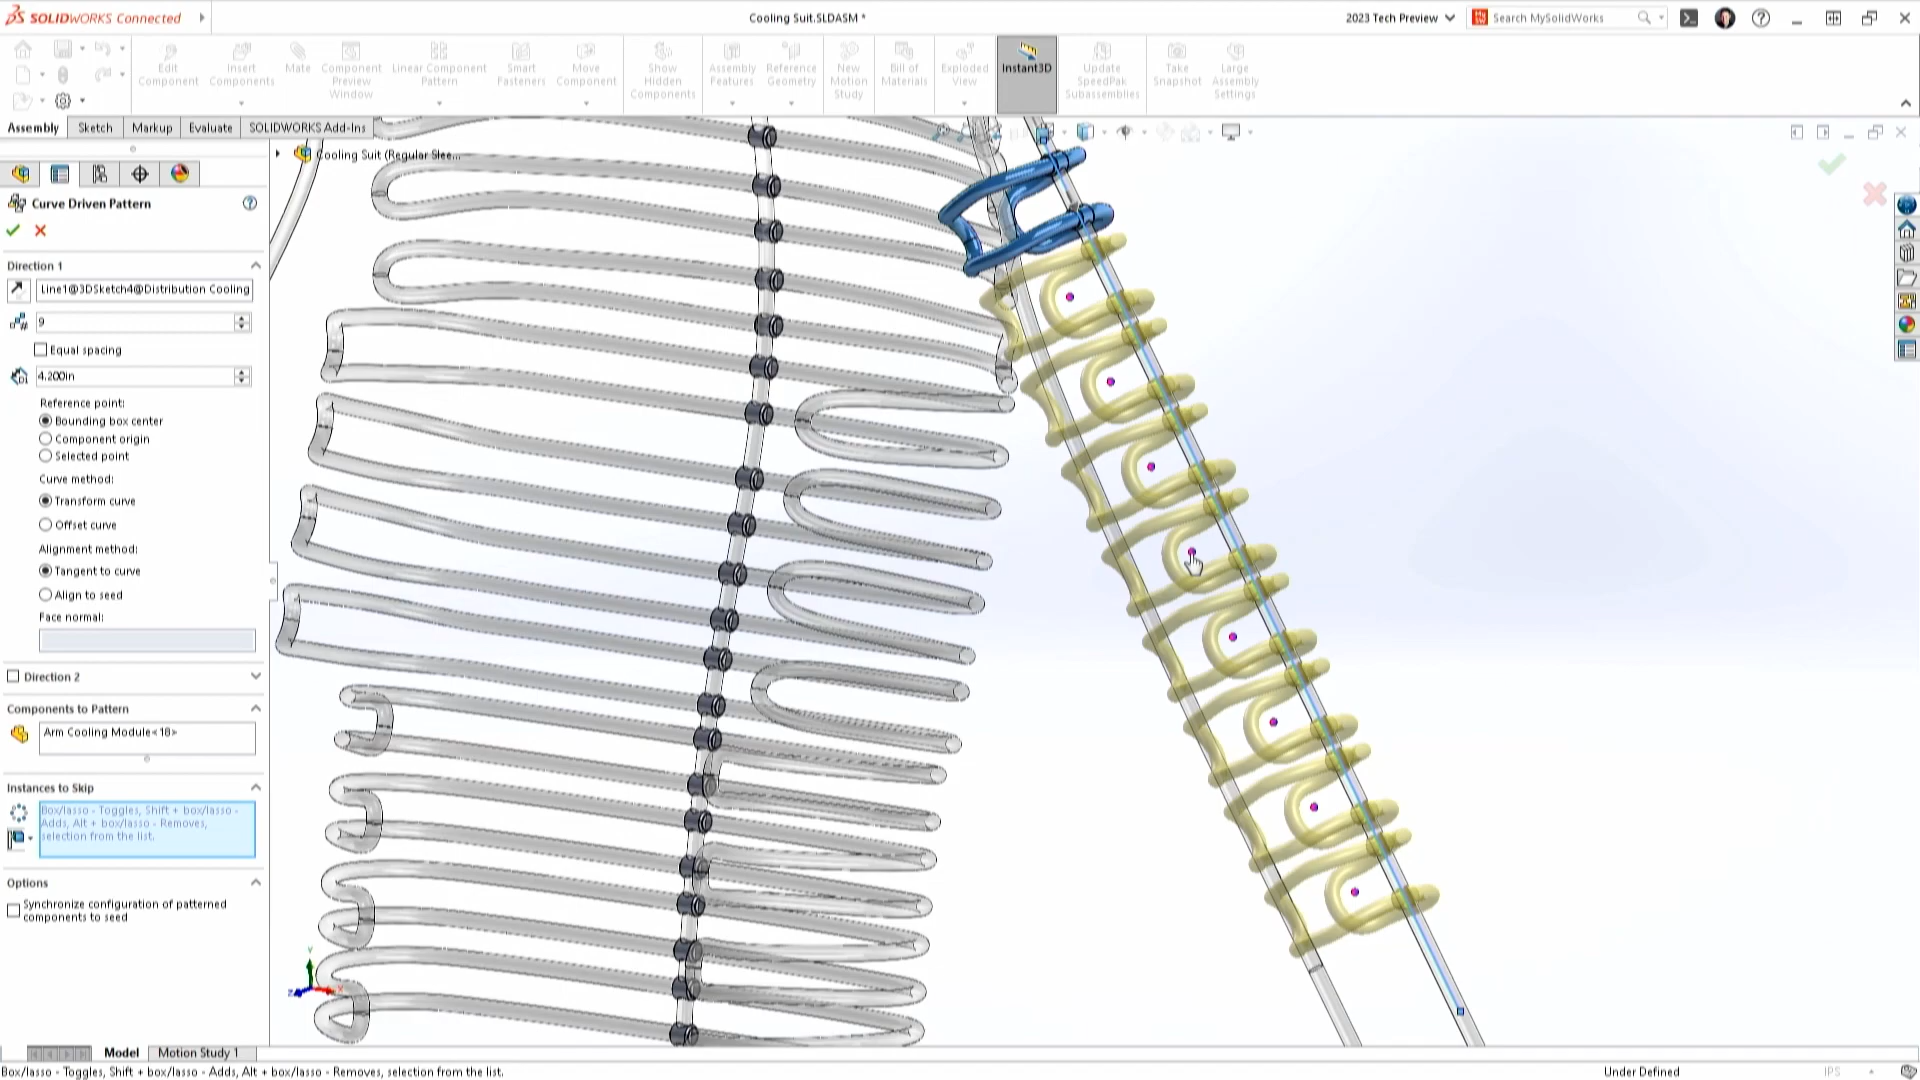 SOLIDWORKS Connected
Cooling Suit.SLDASM *
2023 Tech Preview
Search MySolidWorks
Edit Component
Insert Components
Mate
Component Preview Window
Linear Component Pattern
Smart Fasteners
Move Component
Show Hidden Components
Assembly Features
Reference Geometry
New Motion Study
Bill of Materials
Exploded View
Instant3D
Update SpeedPak Subassemblies
Take Snapshot
Large Assembly Settings
Assembly
Sketch
Markup
Evaluate
SOLIDWORKS Add-Ins
Cooling Suit (Regular Slee...
Curve Driven Pattern
Direction 1
Line1@3DSketch4@Distribution Cooling
9
Equal spacing
4.200in
Reference point:
Bounding box center
Component origin
Selected point
Curve method:
Transform curve
Offset curve
Alignment method:
Tangent to curve
Align to seed
Face normal:
Direction 2
Components to Pattern
Arm Cooling Module<18>
Instances to Skip
Box/lasso - Toggles, Shift + box/lasso -
Adds, Alt + box/lasso - Removes,
selection from the list.
Options
Synchronize configuration of patterned
components to seed
Model
Motion Study 1
Box/lasso - Toggles, Shift + box/lasso - Adds, Alt + box/lasso - Removes, selection from the list.
Under Defined
IPS